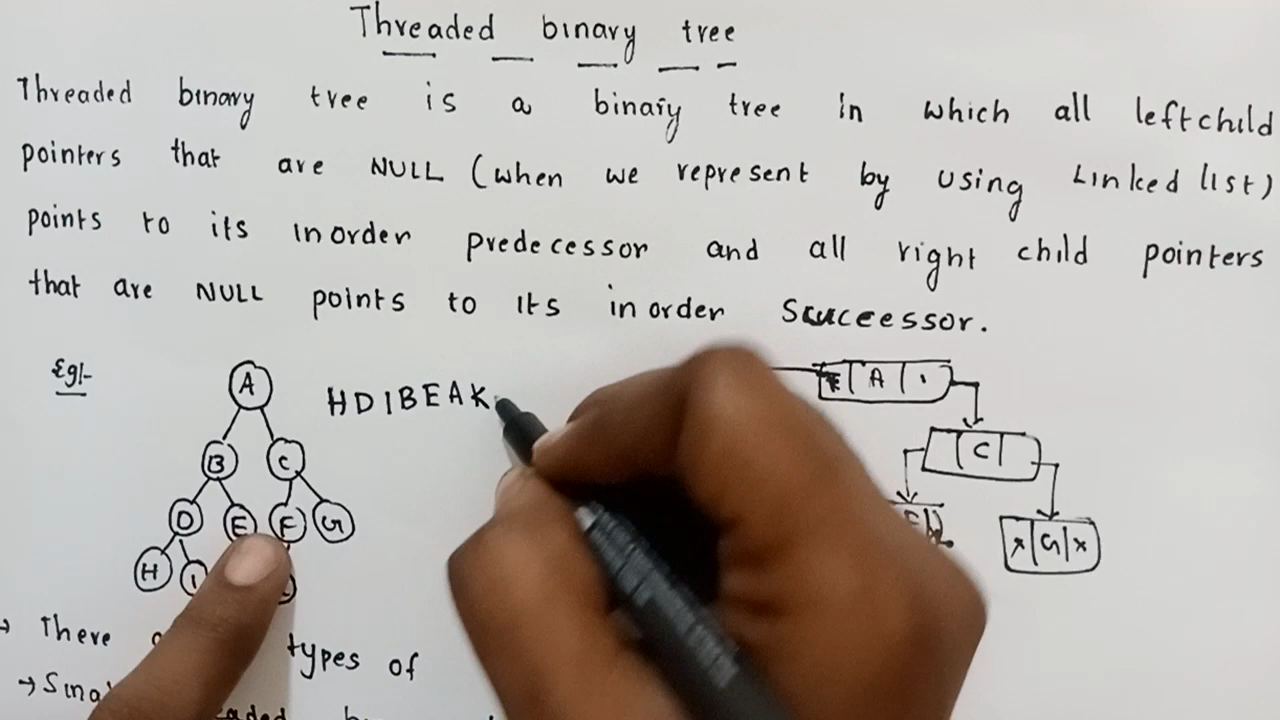 Threaded binary tree
Threaded binary tree is a binary tree in which all leftchild
pointers that are NULL (when we represent by using Linked list)
points to its inorder predecessor and all right child pointers
that are NULL points to its inorder Succeessor.
Eg:-
A
HDIBEAK
A
B C
C
D E F G
x G x
H I
→ There types of
→